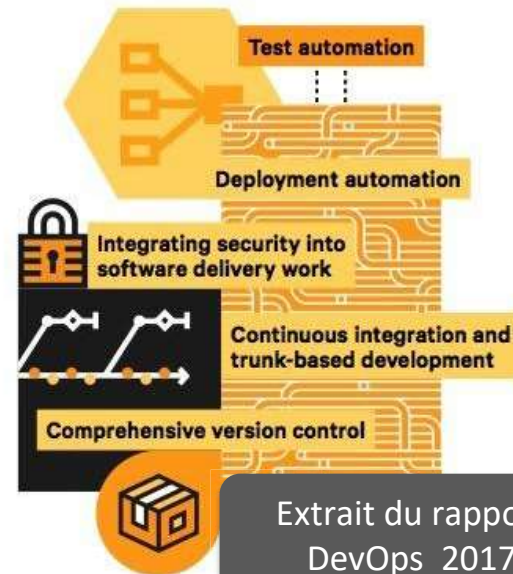 Test automation
Deployment automation
Integrating security into
software delivery work
Continuous integration and
trunk-based development
Comprehensive version control
Extrait du
DevOps 2017